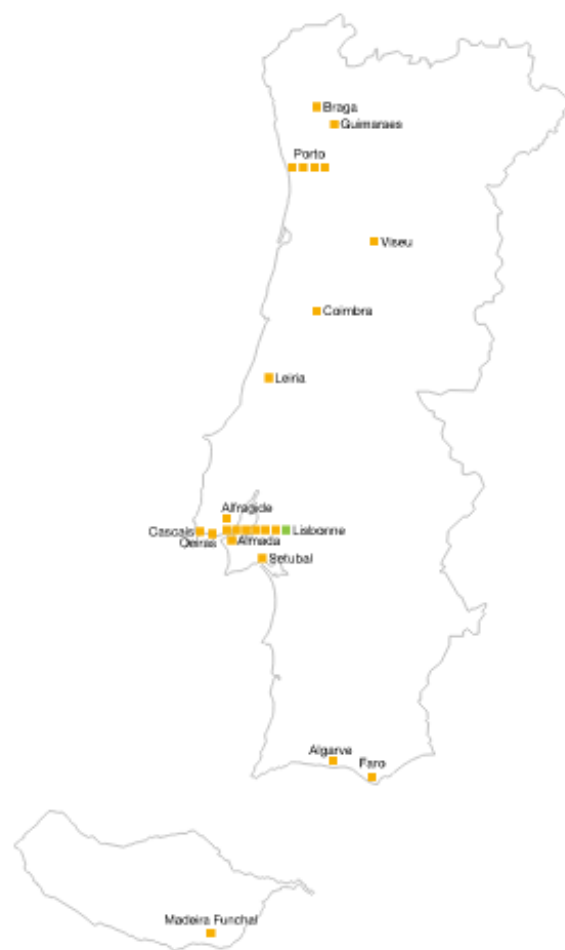 Braga
Guimaraes
Porto
Viseu
Coimbra
Leiria
Alfragide
Cascais
Lisbonne
Oeiras
Almada
Setubal
Algarve
Faro
Madeira Funchal